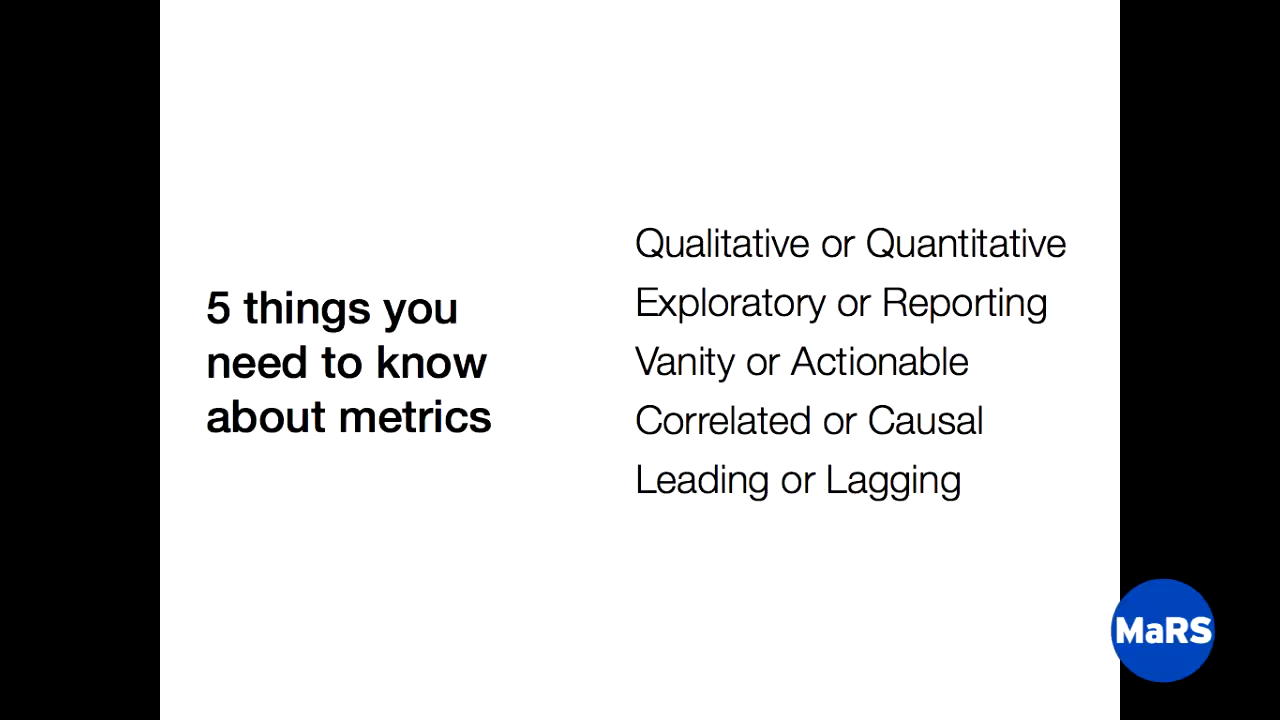 5 things you
need to know
about metrics
Qualitative or Quantitative
Exploratory or Reporting
Vanity or Actionable
Correlated or Causal
Leading or Lagging
MaRS